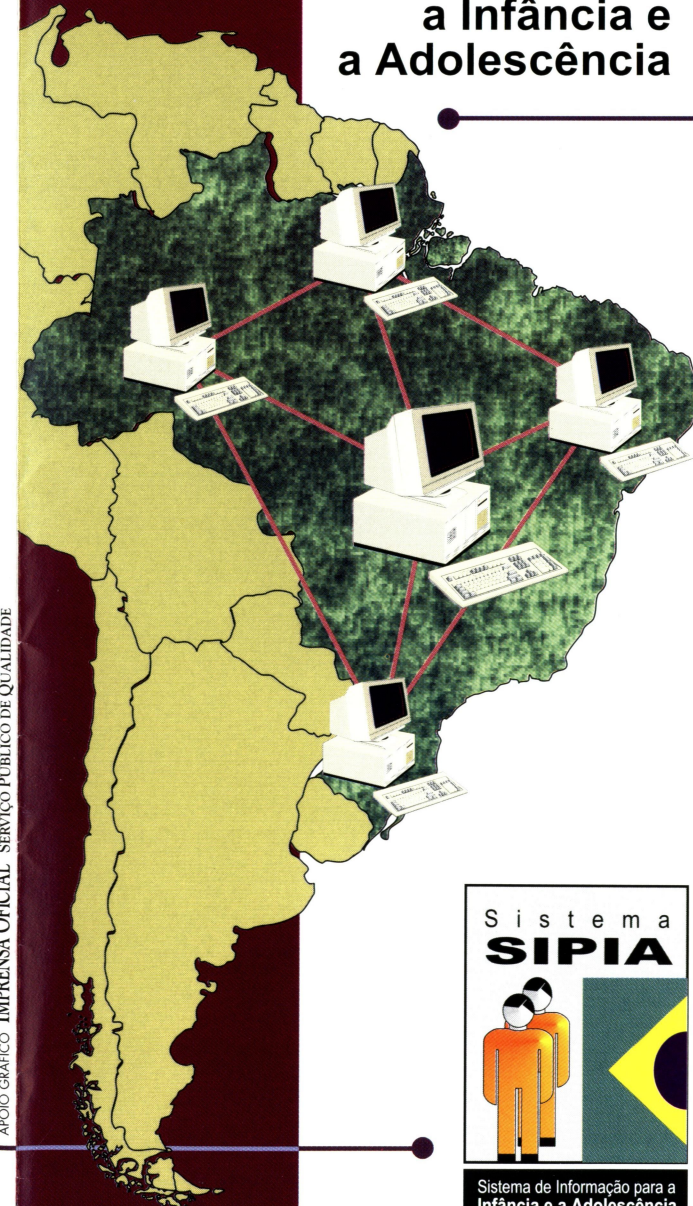 a Infância e
a Adolescência
APOIO GRÁFICO IMPRENSA OFICIAL SERVIÇO PÚBLICO DE QUALIDADE
Sistema
SIPIA
Sistema de Informação para a
Infância e a Adolescência